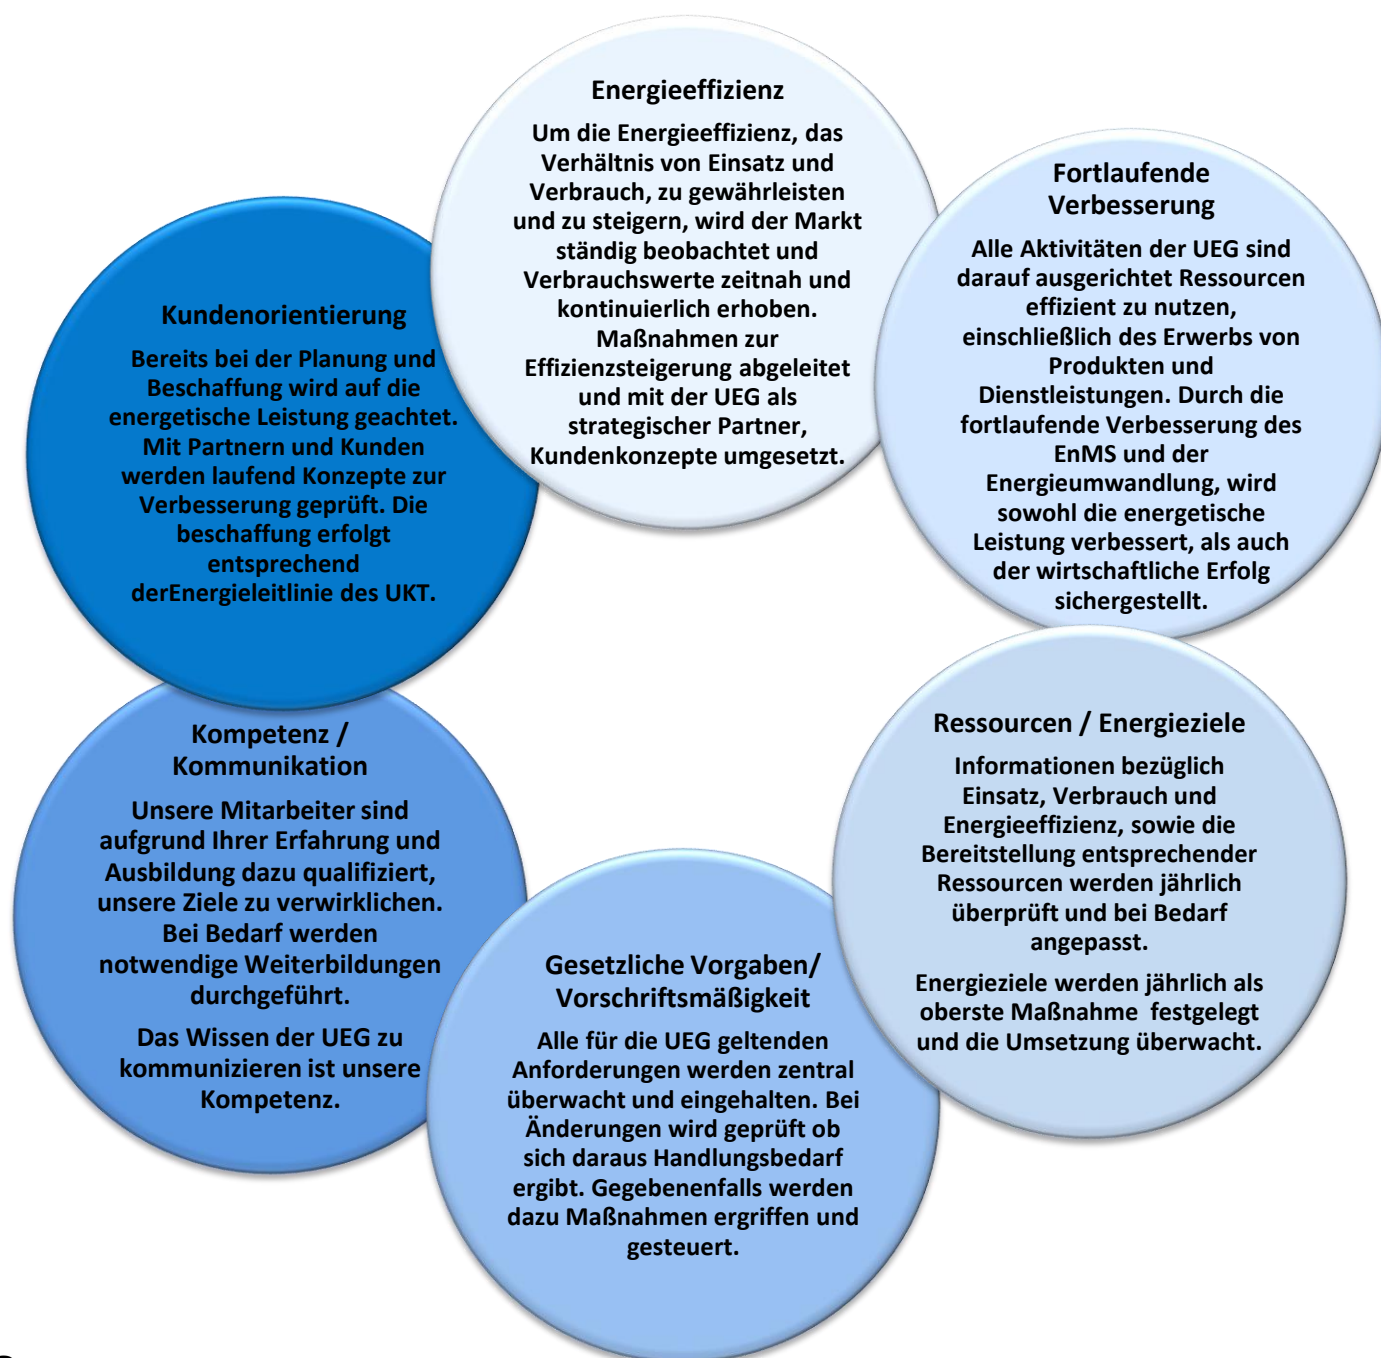 Energieeffizienz
Um die Energieeffizienz, das
Verhältnis von Einsatz und
Verbrauch, zu gewährleisten
und zu steigern, wird der Markt
ständig beobachtet und
Verbrauchswerte zeitnah und
kontinuierlich erhoben.
Maßnahmen zur
Effizienzsteigerung abgeleitet
und mit der UEG als
strategischer Partner,
Kundenkonzepte umgesetzt.
Fortlaufende
Verbesserung
Alle Aktivitäten der UEG sind
darauf ausgerichtet Ressourcen
effizient zu nutzen,
einschließlich des Erwerbs von
Produkten und
Dienstleistungen. Durch die
fortlaufende Verbesserung des
EnMS und der
Energieumwandlung, wird
sowohl die energetische
Leistung verbessert, als auch
der wirtschaftliche Erfolg
sichergestellt.
Ressourcen / Energieziele
Informationen bezüglich
Einsatz, Verbrauch und
Energieeffizienz, sowie die
Bereitstellung entsprechender
Ressourcen werden jährlich
überprüft und bei Bedarf
angepasst.
Energieziele werden jährlich als
oberste Maßnahme  festgelegt
und die Umsetzung überwacht.
Gesetzliche Vorgaben/
Vorschriftsmäßigkeit
Alle für die UEG geltenden
Anforderungen werden zentral
überwacht und eingehalten. Bei
Änderungen wird geprüft ob
sich daraus Handlungsbedarf
ergibt. Gegebenenfalls werden
dazu Maßnahmen ergriffen und
gesteuert.
Kompetenz /
Kommunikation
Unsere Mitarbeiter sind
aufgrund Ihrer Erfahrung und
Ausbildung dazu qualifiziert,
unsere Ziele zu verwirklichen.
Bei Bedarf werden
notwendige Weiterbildungen
durchgeführt.
Das Wissen der UEG zu
kommunizieren ist unsere
Kompetenz.
Kundenorientierung
Bereits bei der Planung und
Beschaffung wird auf die
energetische Leistung geachtet.
Mit Partnern und Kunden
werden laufend Konzepte zur
Verbesserung geprüft. Die
beschaffung erfolgt
entsprechend
derEnergieleitlinie des UKT.